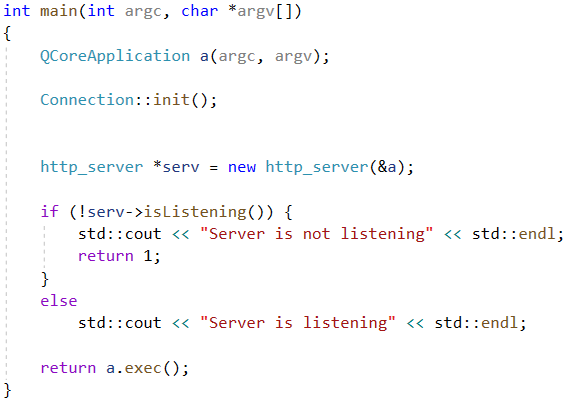 int main(int argc, char *argv[])
{
    QCoreApplication a(argc, argv);
    Connection::init();
    http_server *serv = new http_server(&a);
    if (!serv->isListening()) {
        std::cout << "Server is not listening" << std::endl;
        return 1;
    }
    else
        std::cout << "Server is listening" << std::endl;
    return a.exec();
}